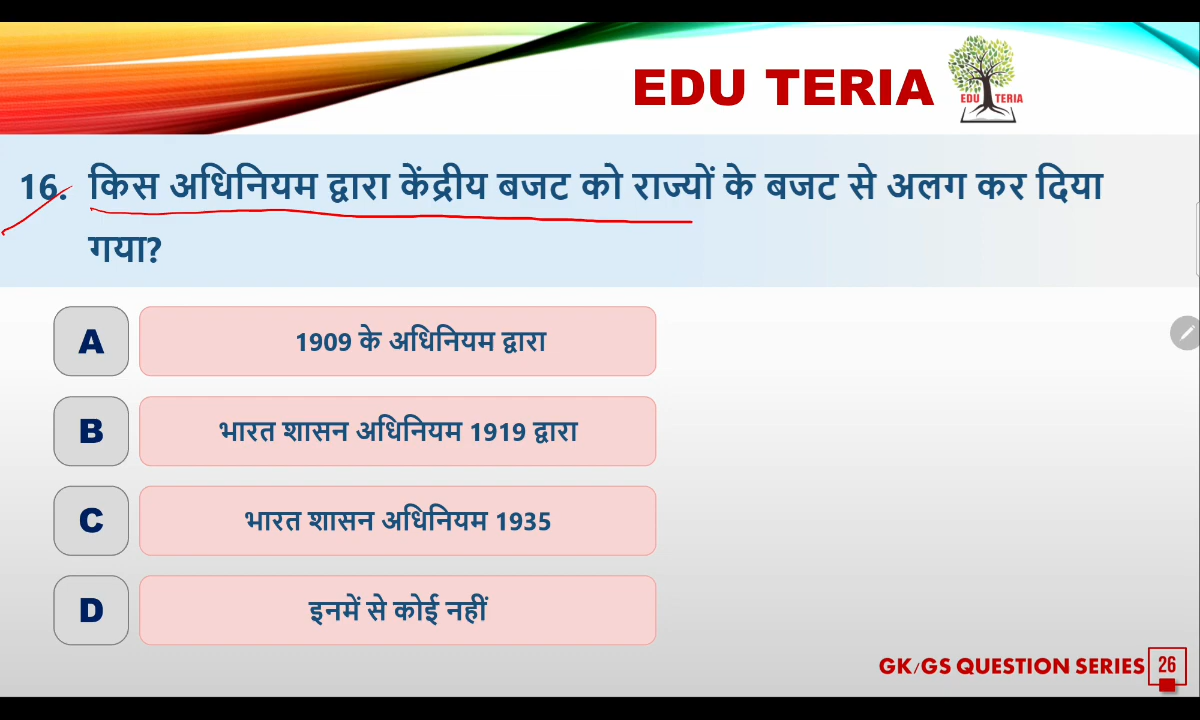 EDU TERIA
EDU TERIA
16. किस अधिनियम द्वारा केंद्रीय बजट को राज्यों के बजट से अलग कर दिया
गया?
A 1909 के अधिनियम द्वारा
B भारत शासन अधिनियम 1919 द्वारा
C भारत शासन अधिनियम 1935
D इनमें से कोई नहीं
GK/GS QUESTION SERIES 26